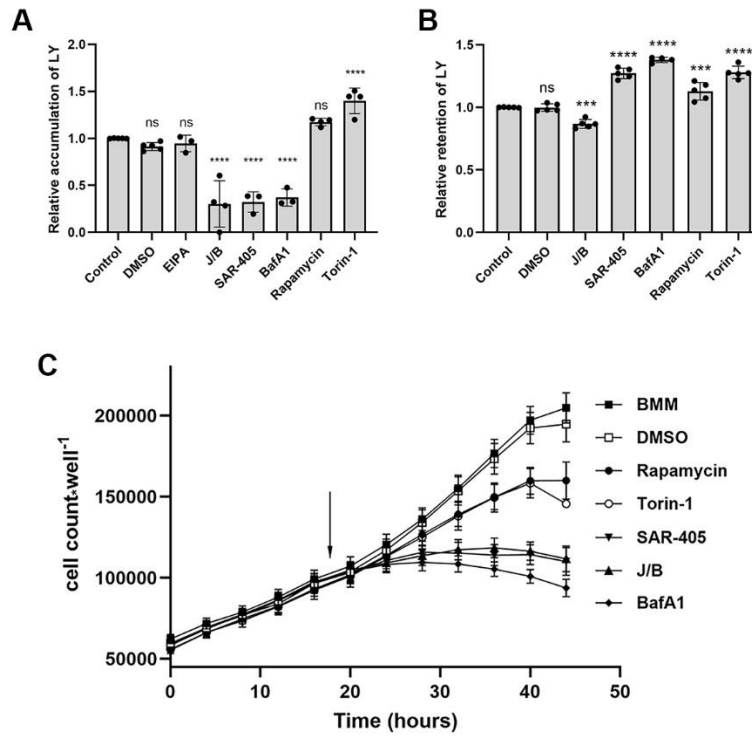 A
Relative accumulation of LY
2.0
1.5
1.0
0.5
0.0
ns
ns
****
****
****
ns
****
Control
DMSO
EIPA
J/B
SAR-405
BafA1
Rapamycin
Torin-1
B
Relative retention of LY
1.5
1.0
0.5
0.0
ns
***
****
****
***
****
Control
DMSO
J/B
SAR-405
BafA1
Rapamycin
Torin-1
C
cell count·well-1
200000
150000
100000
50000
0
10
20
30
40
50
Time (hours)
BMM
DMSO
Rapamycin
Torin-1
SAR-405
J/B
BafA1